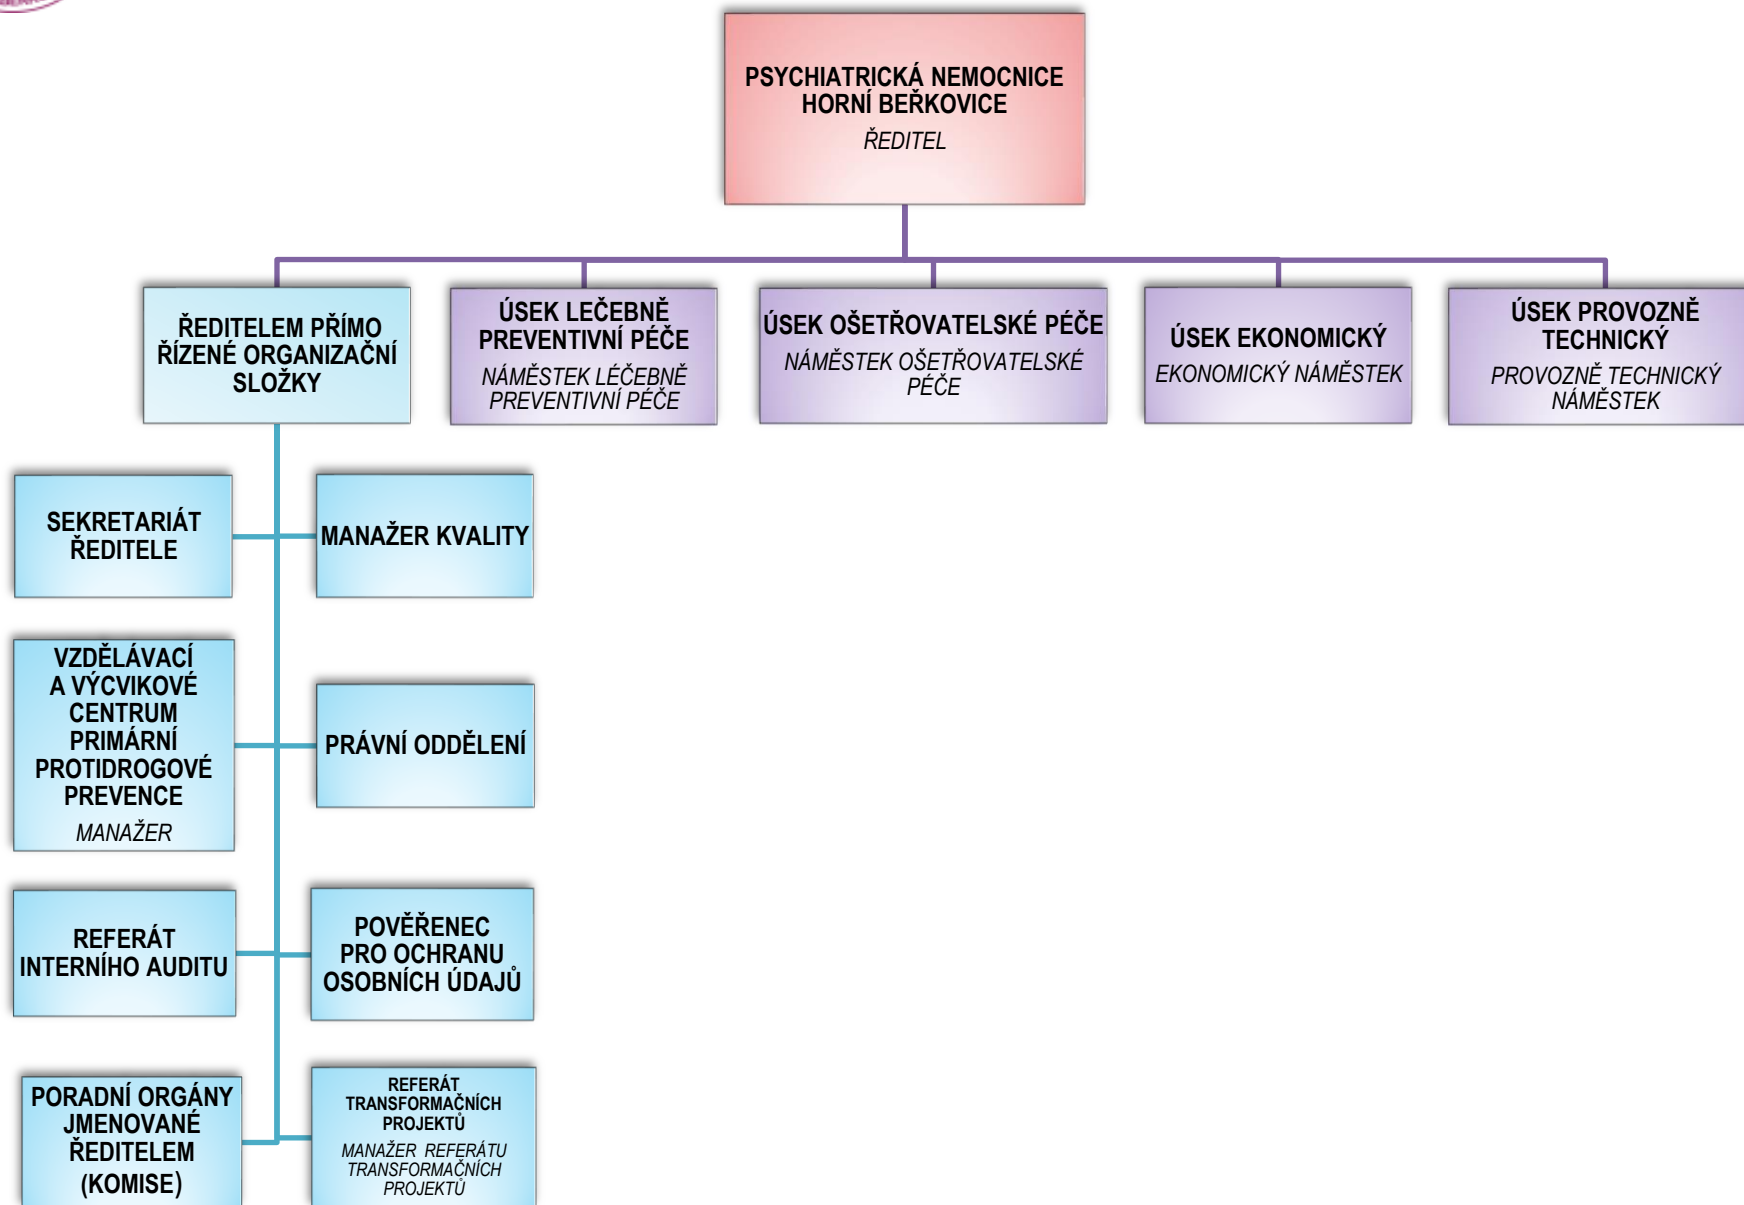 PSYCHIATRICKÁ NEMOCNICE
HORNÍ BEŘKOVICE
ŘEDITEL
ŘEDITELEM PŘÍMO
ŘÍZENÉ ORGANIZAČNÍ
SLOŽKY
ÚSEK LEČEBNĚ
PREVENTIVNÍ PÉČE
NÁMĚSTEK LÉČEBNĚ
PREVENTIVNÍ PÉČE
ÚSEK OŠETŘOVATELSKÉ PÉČE
NÁMĚSTEK OŠETŘOVATELSKÉ
PÉČE
ÚSEK EKONOMICKÝ
EKONOMICKÝ NÁMĚSTEK
ÚSEK PROVOZNĚ
TECHNICKÝ
PROVOZNĚ TECHNICKÝ
NÁMĚSTEK
SEKRETARIÁT
ŘEDITELE
MANAŽER KVALITY
VZDĚLÁVACÍ
A VÝCVIKOVÉ
CENTRUM
PRIMÁRNÍ
PROTIDROGOVÉ
PREVENCE
MANAŽER
PRÁVNÍ ODDĚLENÍ
REFERÁT
INTERNÍHO AUDITU
POVĚŘENEC
PRO OCHRANU
OSOBNÍCH ÚDAJŮ
PORADNÍ ORGÁNY
JMENOVANÉ
ŘEDITELEM
(KOMISE)
REFERÁT
TRANSFORMAČNÍCH
PROJEKTŮ
MANAŽER REFERÁTU
TRANSFORMAČNÍCH
PROJEKTŮ